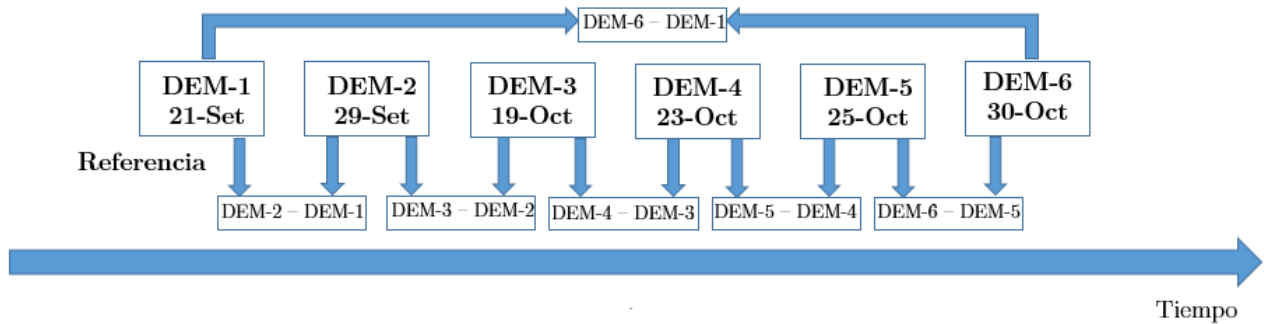 DEM-6 – DEM-1
DEM-1
21-Set
DEM-2
29-Set
DEM-3
19-Oct
DEM-4
23-Oct
DEM-5
25-Oct
DEM-6
30-Oct
Referencia
DEM-2 – DEM-1
DEM-3 – DEM-2
DEM-4 – DEM-3
DEM-5 – DEM-4
DEM-6 – DEM-5
Tiempo